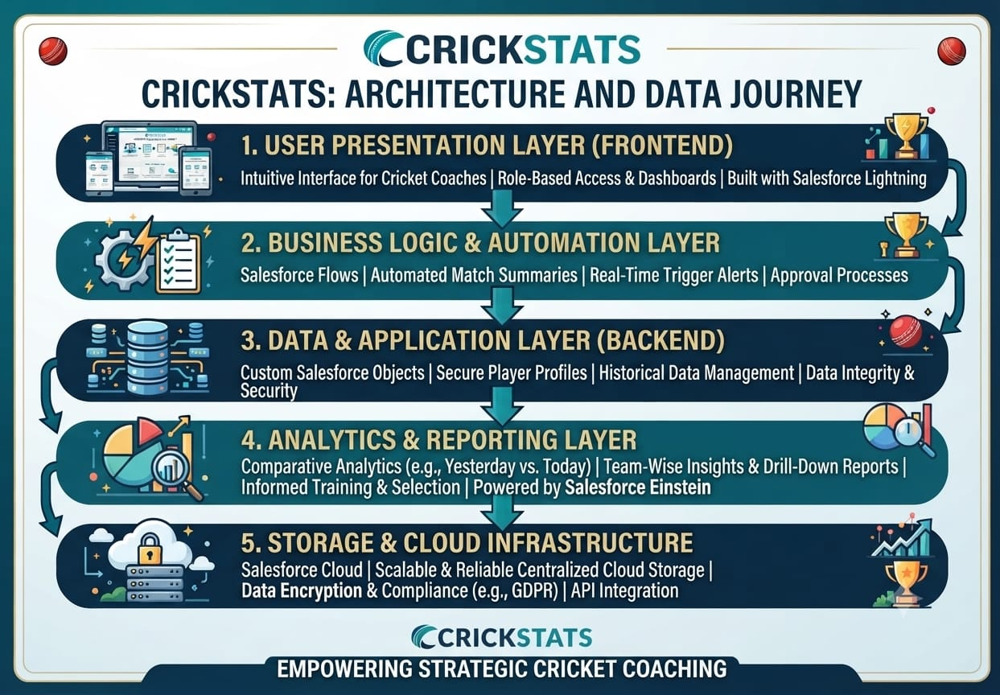 CRICKSTATS
CRICKSTATS: ARCHITECTURE AND DATA JOURNEY
1. USER PRESENTATION LAYER (FRONTEND)
Intuitive Interface for Cricket Coaches | Role-Based Access & Dashboards | Built with Salesforce Lightning
2. BUSINESS LOGIC & AUTOMATION LAYER
Salesforce Flows | Automated Match Summaries | Real-Time Trigger Alerts | Approval Processes
3. DATA & APPLICATION LAYER (BACKEND)
Custom Salesforce Objects | Secure Player Profiles | Historical Data Management | Data Integrity &
Security
4. ANALYTICS & REPORTING LAYER
Comparative Analytics (e.g., Yesterday vs. Today) | Team-Wise Insights & Drill-Down Reports |
Informed Training & Selection | Powered by Salesforce Einstein
5. STORAGE & CLOUD INFRASTRUCTURE
Salesforce Cloud | Scalable & Reliable Centralized Cloud Storage |
Data Encryption & Compliance (e.g., GDPR) | API Integration
CRICKSTATS
EMPOWERING STRATEGIC CRICKET COACHING